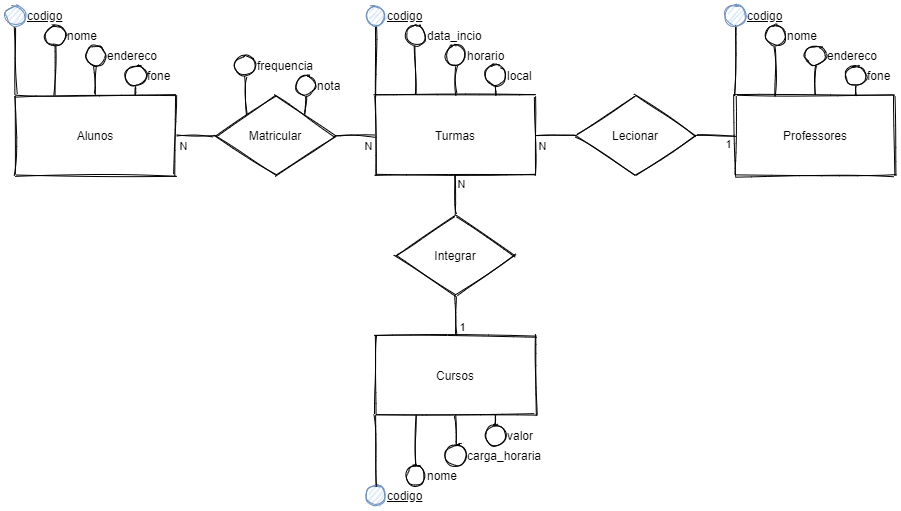 codigo
nome
endereco
fone
Alunos
N
frequencia
nota
Matricular
N
codigo
data_incio
horario
local
Turmas
N
N
Lecionar
1
codigo
nome
endereco
fone
Professores
Integrar
1
Cursos
valor
carga_horaria
nome
codigo